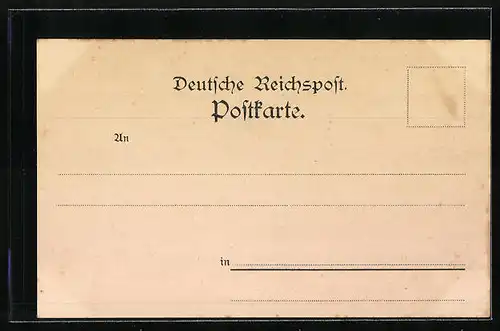 Deutſche Reichspoſt.
Poſtkarte.
An
in